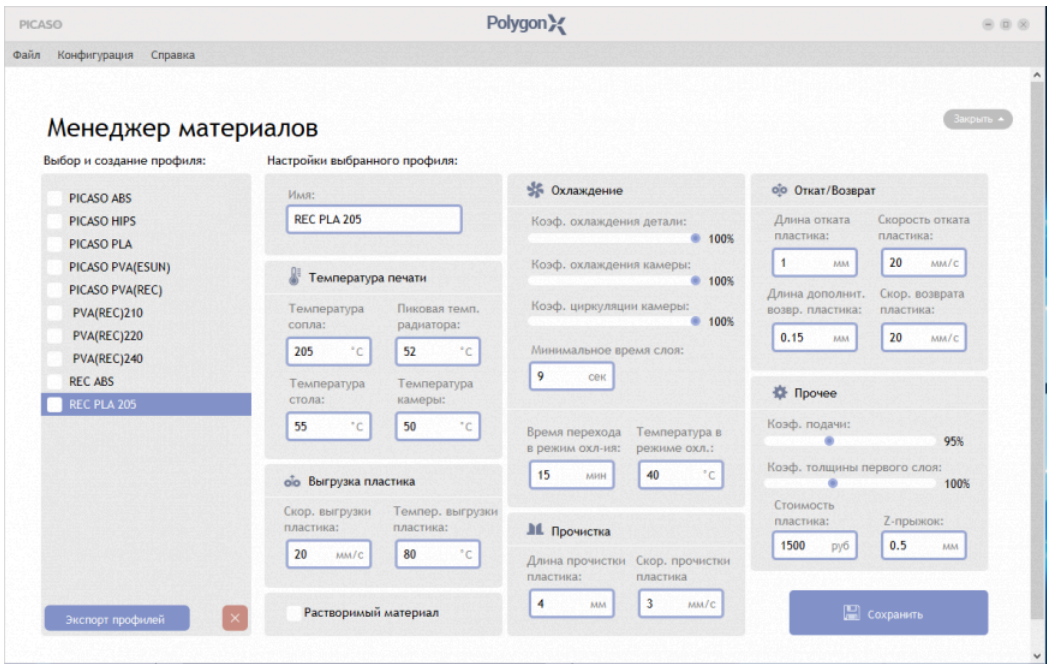 PICASO
PolygonX
Файл Конфигурация Справка
Менеджер материалов
Закрыть
Выбор и создание профиля:
PICASO ABS
PICASO HIPS
PICASO PLA
PICASO PVA(ESUN)
PICASO PVA(REC)
PVA(REC)210
PVA(REC)220
PVA(REC)240
REC ABS
REC PLA 205
Экспорт профилей
Настройки выбранного профиля:
Имя:
REC PLA 205
Температура печати
Температура Пиковая темп.
сопла: радиатора:
205 °C 52 °C
Температура Температура
стола: камеры:
55 °C 50 °C
Выгрузка пластика
Скор. выгрузки Темпер. выгрузки
пластика: пластика:
20 мм/с 80 °C
Растворимый материал
Охлаждение
Коэф. охлаждения детали:
100%
Коэф. охлаждения камеры:
100%
Коэф. циркуляции камеры:
100%
Минимальное время слоя:
9 сек
Время перехода Температура в
в режим охл-ия: режиме охл.:
15 мин 40 °C
Прочистка
Длина прочистки Скор. прочистки
пластика: пластика
4 мм 3 мм/с
Откат/Возврат
Длина отката Скорость отката
пластика: пластика:
1 мм 20 мм/с
Длина дополнит. Скор. возврата
возвр. пластика: пластика:
0.15 мм 20 мм/с
Прочее
Коэф. подачи:
95%
Коэф. толщины первого слоя:
100%
Стоимость
пластика: Z-прыжок:
1500 руб 0.5 мм
Сохранить